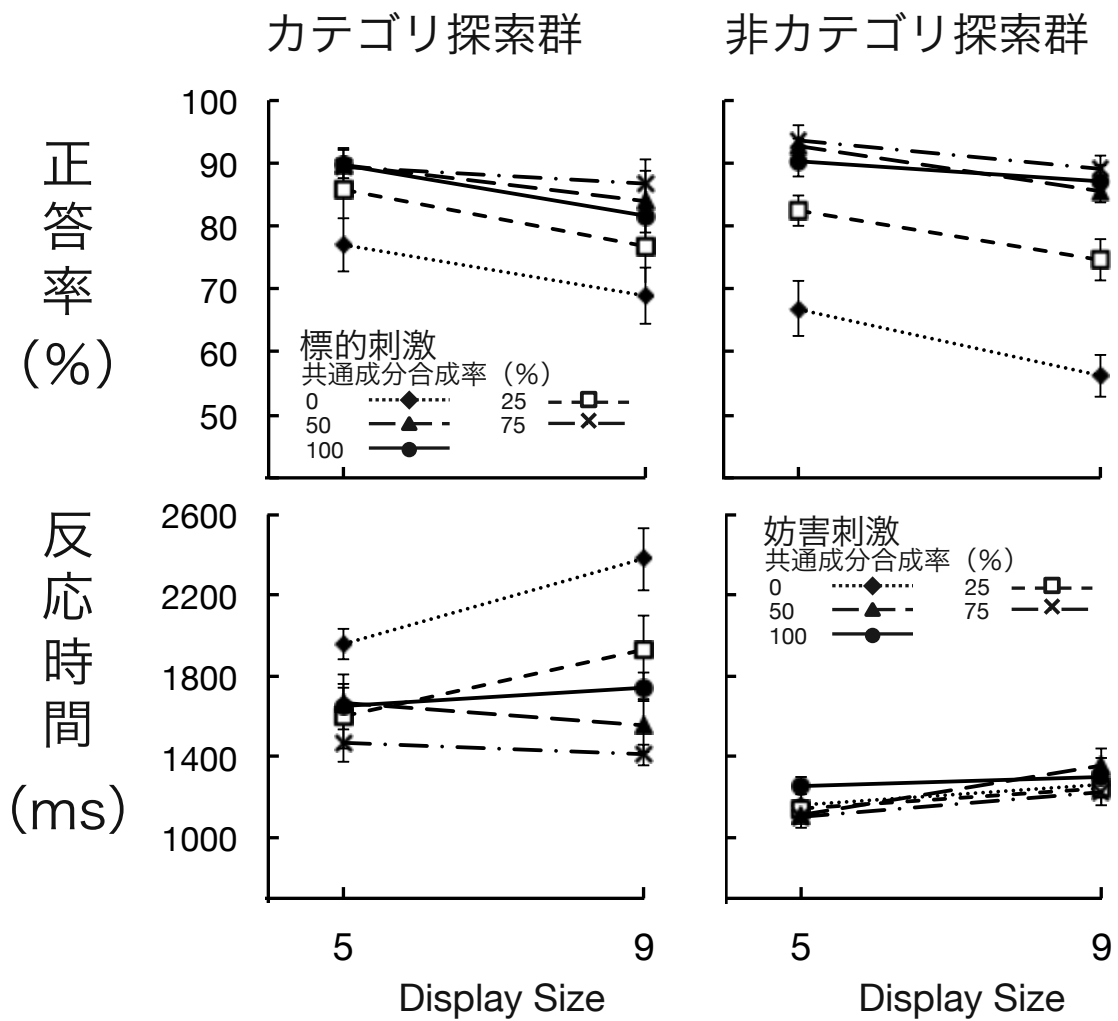 カテゴリ探索群
非カテゴリ探索群
正答率
(%)
100
90
80
70
60
50
標的刺激
共通成分合成率（%）
0 25
50 75
100
反応時間
(ms)
2600
2200
1800
1400
1000
妨害刺激
共通成分合成率（%）
0 25
50 75
100
5 9
5 9
Display Size
Display Size